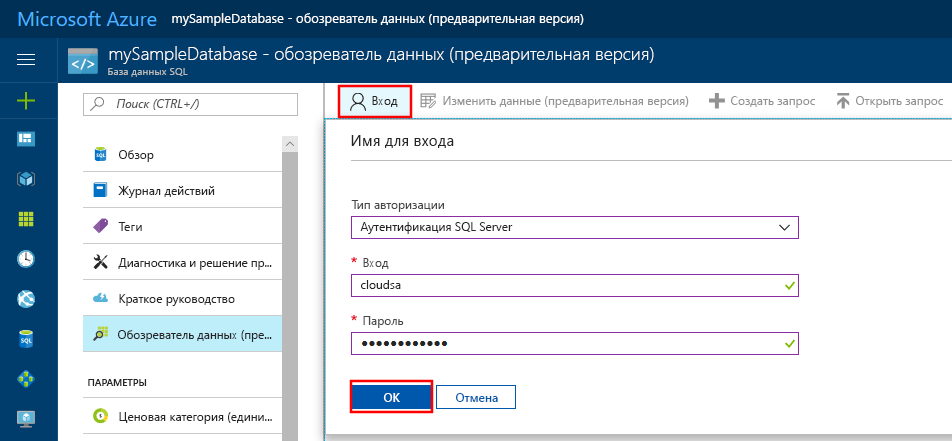 Microsoft Azure mySampleDatabase - обозреватель данных (предварительная версия)
mySampleDatabase - обозреватель данных (предварительная версия)
База данных SQL
Поиск (CTRL+/)
Обзор
Журнал действий
Теги
Диагностика и решение пр...
Краткое руководство
Обозреватель данных (пре...
ПАРАМЕТРЫ
Ценовая категория (едини...
Вход
Изменить данные (предварительная версия)
Создать запрос
Открыть запрос
Имя для входа
Тип авторизации
Аутентификация SQL Server
* Вход
cloudsa
* Пароль
••••••••••••
ОК
Отмена